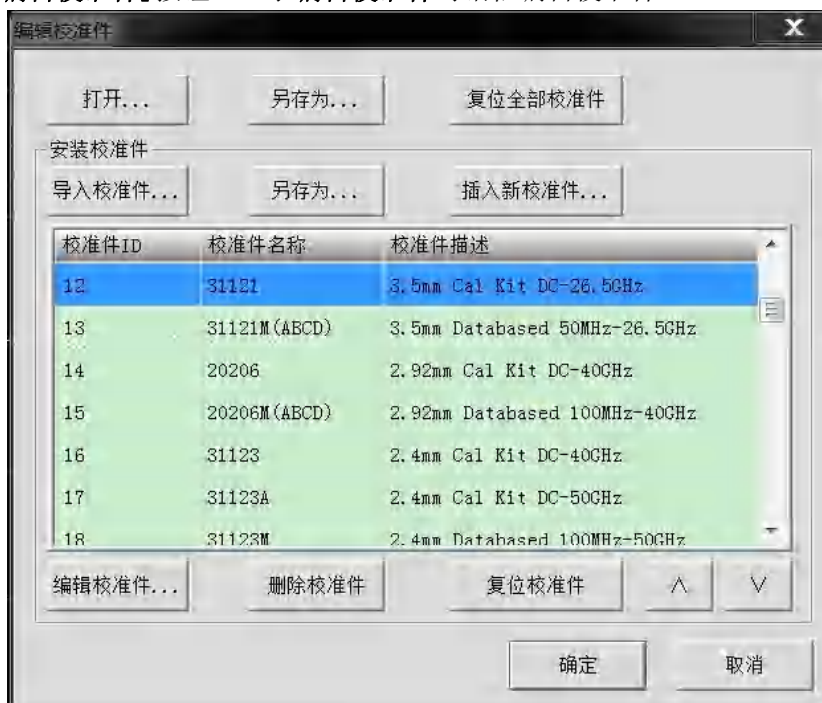 编辑校准件
X
打开... 另存为... 复位全部校准件
安装校准件
导入校准件... 另存为... 插入新校准件...
校准件ID 校准件名称 校准件描述
12 31121 3.5mm Cal Kit DC-26.5GHz
13 31121M(ABCD) 3.5mm Databased 50MHz-26.5GHz
14 20206 2.92mm Cal Kit DC-40GHz
15 20206M(ABCD) 2.92mm Databased 100MHz-40GHz
16 31123 2.4mm Cal Kit DC-40GHz
17 31123A 2.4mm Cal Kit DC-50GHz
18 31123M 2.4mm Databased 100MHz-50GHz
编辑校准件... 删除校准件 复位校准件 ∧ ∨
确定 取消